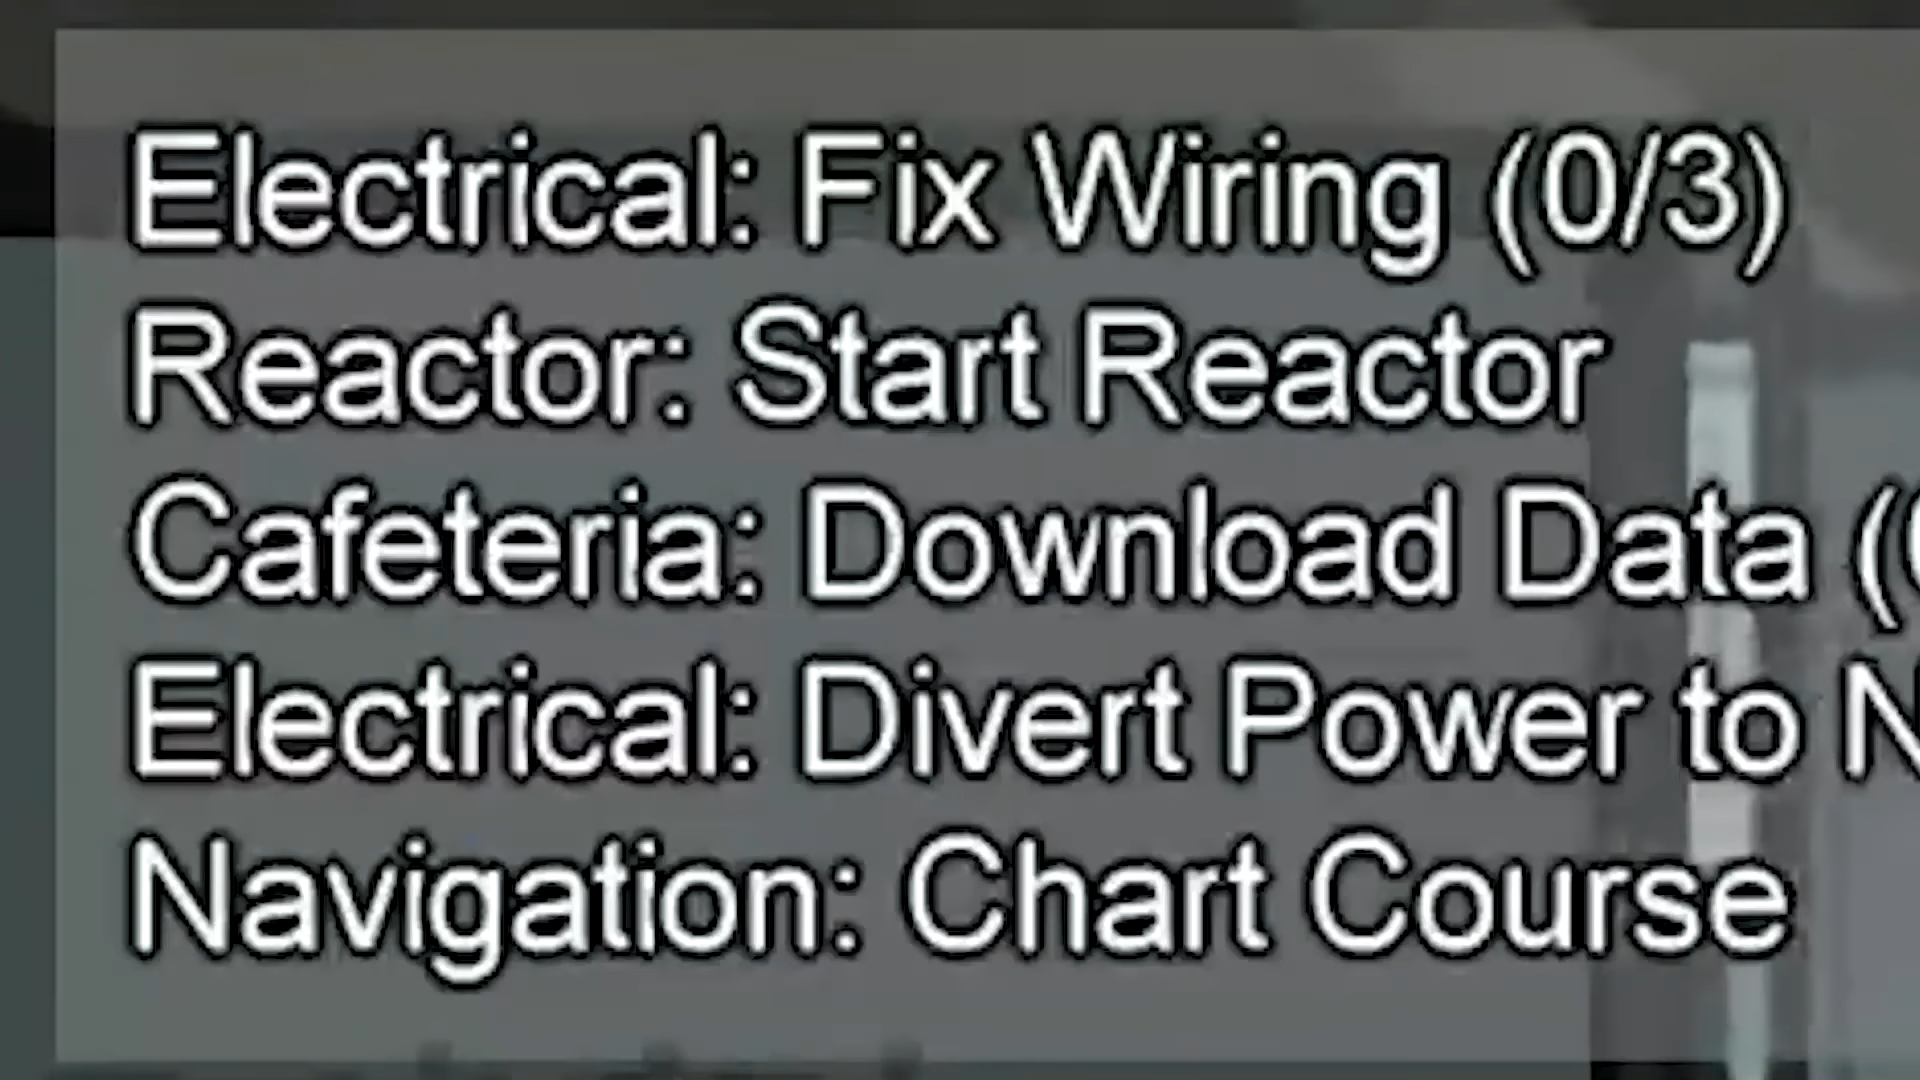 Electrical: Fix Wiring (0/3)
Reactor: Start Reactor
Cafeteria: Download Data (
Electrical: Divert Power to N
Navigation: Chart Course